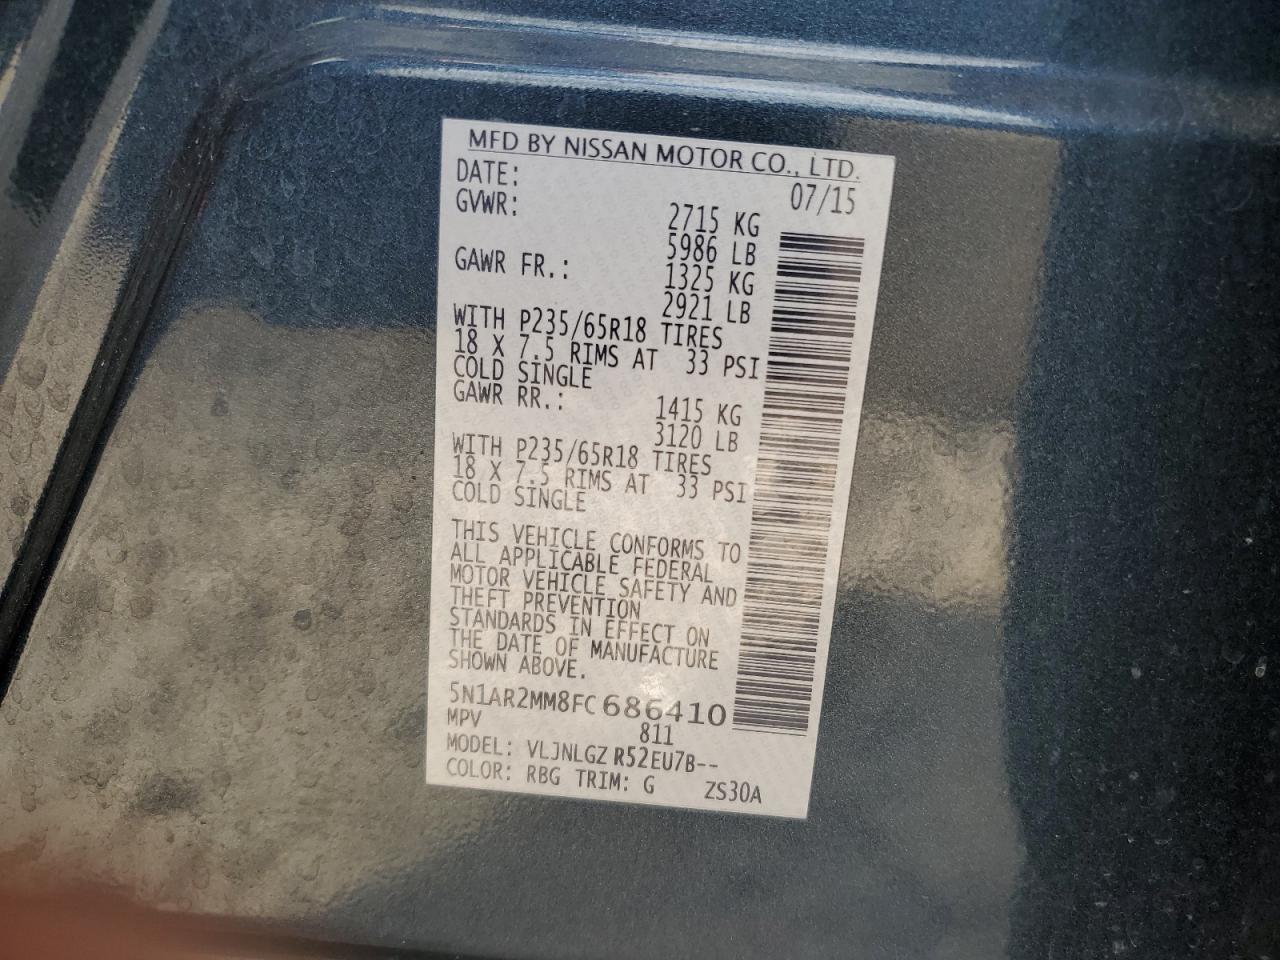 MFD BY NISSAN MOTOR CO., LTD.
DATE: 07/15
GVWR: 2715 KG
5986 LB
GAWR FR.: 1325 KG
2921 LB
WITH P235/65R18 TIRES
18 X 7.5 RIMS AT 33 PSI
COLD SINGLE
GAWR RR.: 1415 KG
3120 LB
WITH P235/65R18 TIRES
18 X 7.5 RIMS AT 33 PSI
COLD SINGLE
THIS VEHICLE CONFORMS TO
ALL APPLICABLE FEDERAL
MOTOR VEHICLE SAFETY AND
THEFT PREVENTION
STANDARDS IN EFFECT ON
THE DATE OF MANUFACTURE
SHOWN ABOVE.
5N1AR2MM8FC686410
MPV 811
MODEL: VLJNLGZ R52EU7B--
COLOR: RBG TRIM: G ZS30A